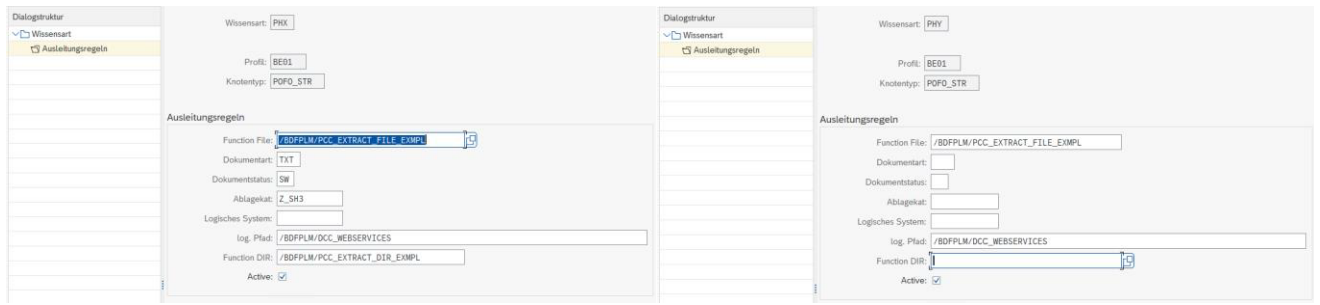 Dialogstruktur
Wissensart
Ausleitungsregeln
Wissensart: PHX
Profil: BE01
Knotentyp: POFO_STR
Ausleitungsregeln
Function File: /BDFPLM/PCC_EXTRACT_FILE_EXMPL
Dokumentart: TXT
Dokumentstatus: SW
Ablagekat: Z_SH3
Logisches System:
log. Pfad: /BDFPLM/DCC_WEBSERVICES
Function DIR: /BDFPLM/PCC_EXTRACT_DIR_EXMPL
Active:
Dialogstruktur
Wissensart
Ausleitungsregeln
Wissensart: PHY
Profil: BE01
Knotentyp: POFO_STR
Ausleitungsregeln
Function File: /BDFPLM/PCC_EXTRACT_FILE_EXMPL
Dokumentart:
Dokumentstatus:
Ablagekat:
Logisches System:
log. Pfad: /BDFPLM/DCC_WEBSERVICES
Function DIR:
Active: